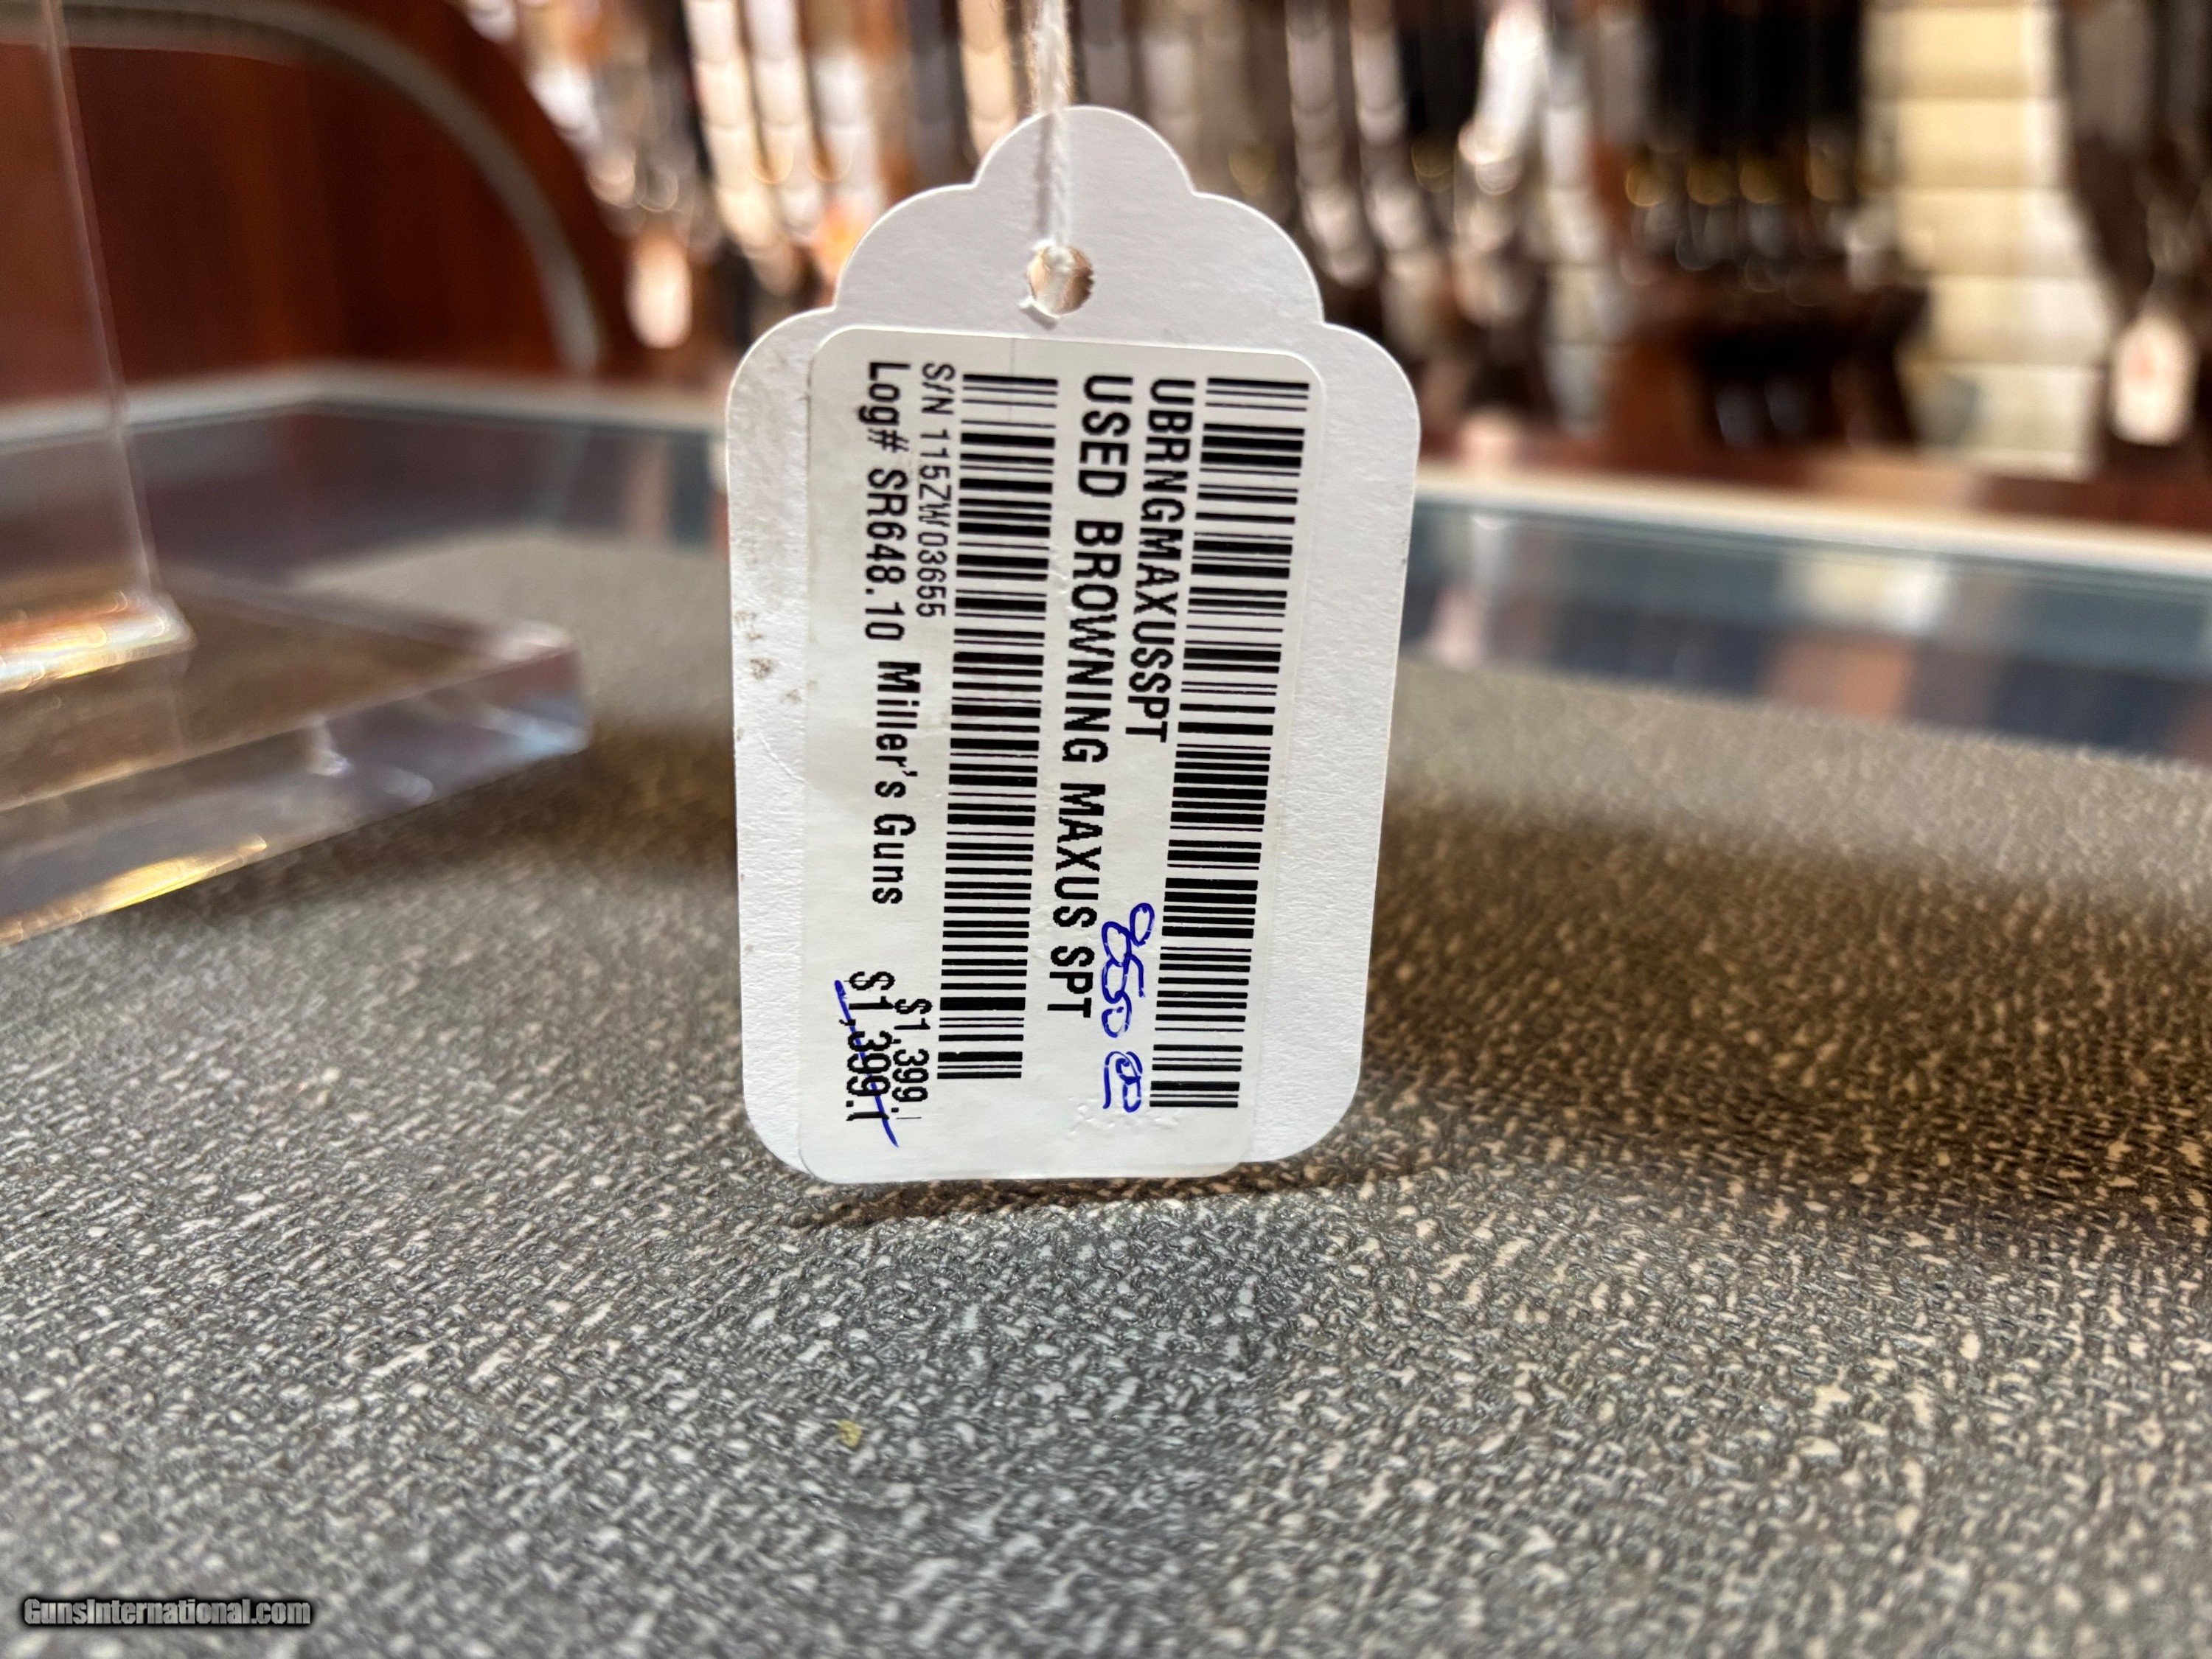 UBRNGMAXUSSPT
USED BROWNING MAXUS SPT
850 00
S/N 115ZW03655
$1,399.
Log# SR648.10 Miller's Guns
$1,399.
GunsInternational.com